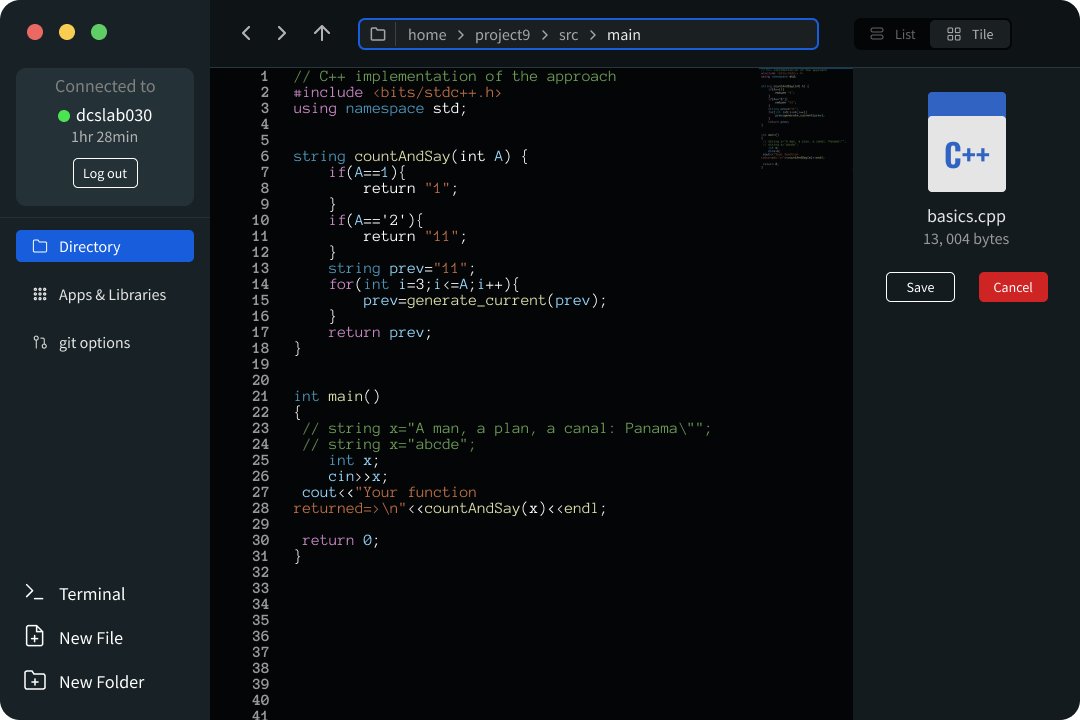 home > project9 > src > main
List
Tile
Connected to
dcslab030
1hr 28min
Log out
Directory
Apps & Libraries
git options
Terminal
New File
New Folder
1 // C++ implementation of the approach
2 #include <bits/stdc++.h>
3 using namespace std;
4
5
6 string countAndSay(int A) {
7     if(A==1){
8         return "1";
9     }
10     if(A=='2'){
11         return "11";
12     }
13     string prev="11";
14     for(int i=3;i<=A;i++){
15         prev=generate_current(prev);
16     }
17     return prev;
18 }
19
20
21 int main()
22 {
23  // string x="A man, a plan, a canal: Panama\"";
24  // string x="abcde";
25     int x;
26     cin>>x;
27  cout<<"Your function
28 returned=>\n"<<countAndSay(x)<<endl;
29
30  return 0;
31 }
32
33
34
35
36
37
38
39
40
41
C++
basics.cpp
13, 004 bytes
Save
Cancel